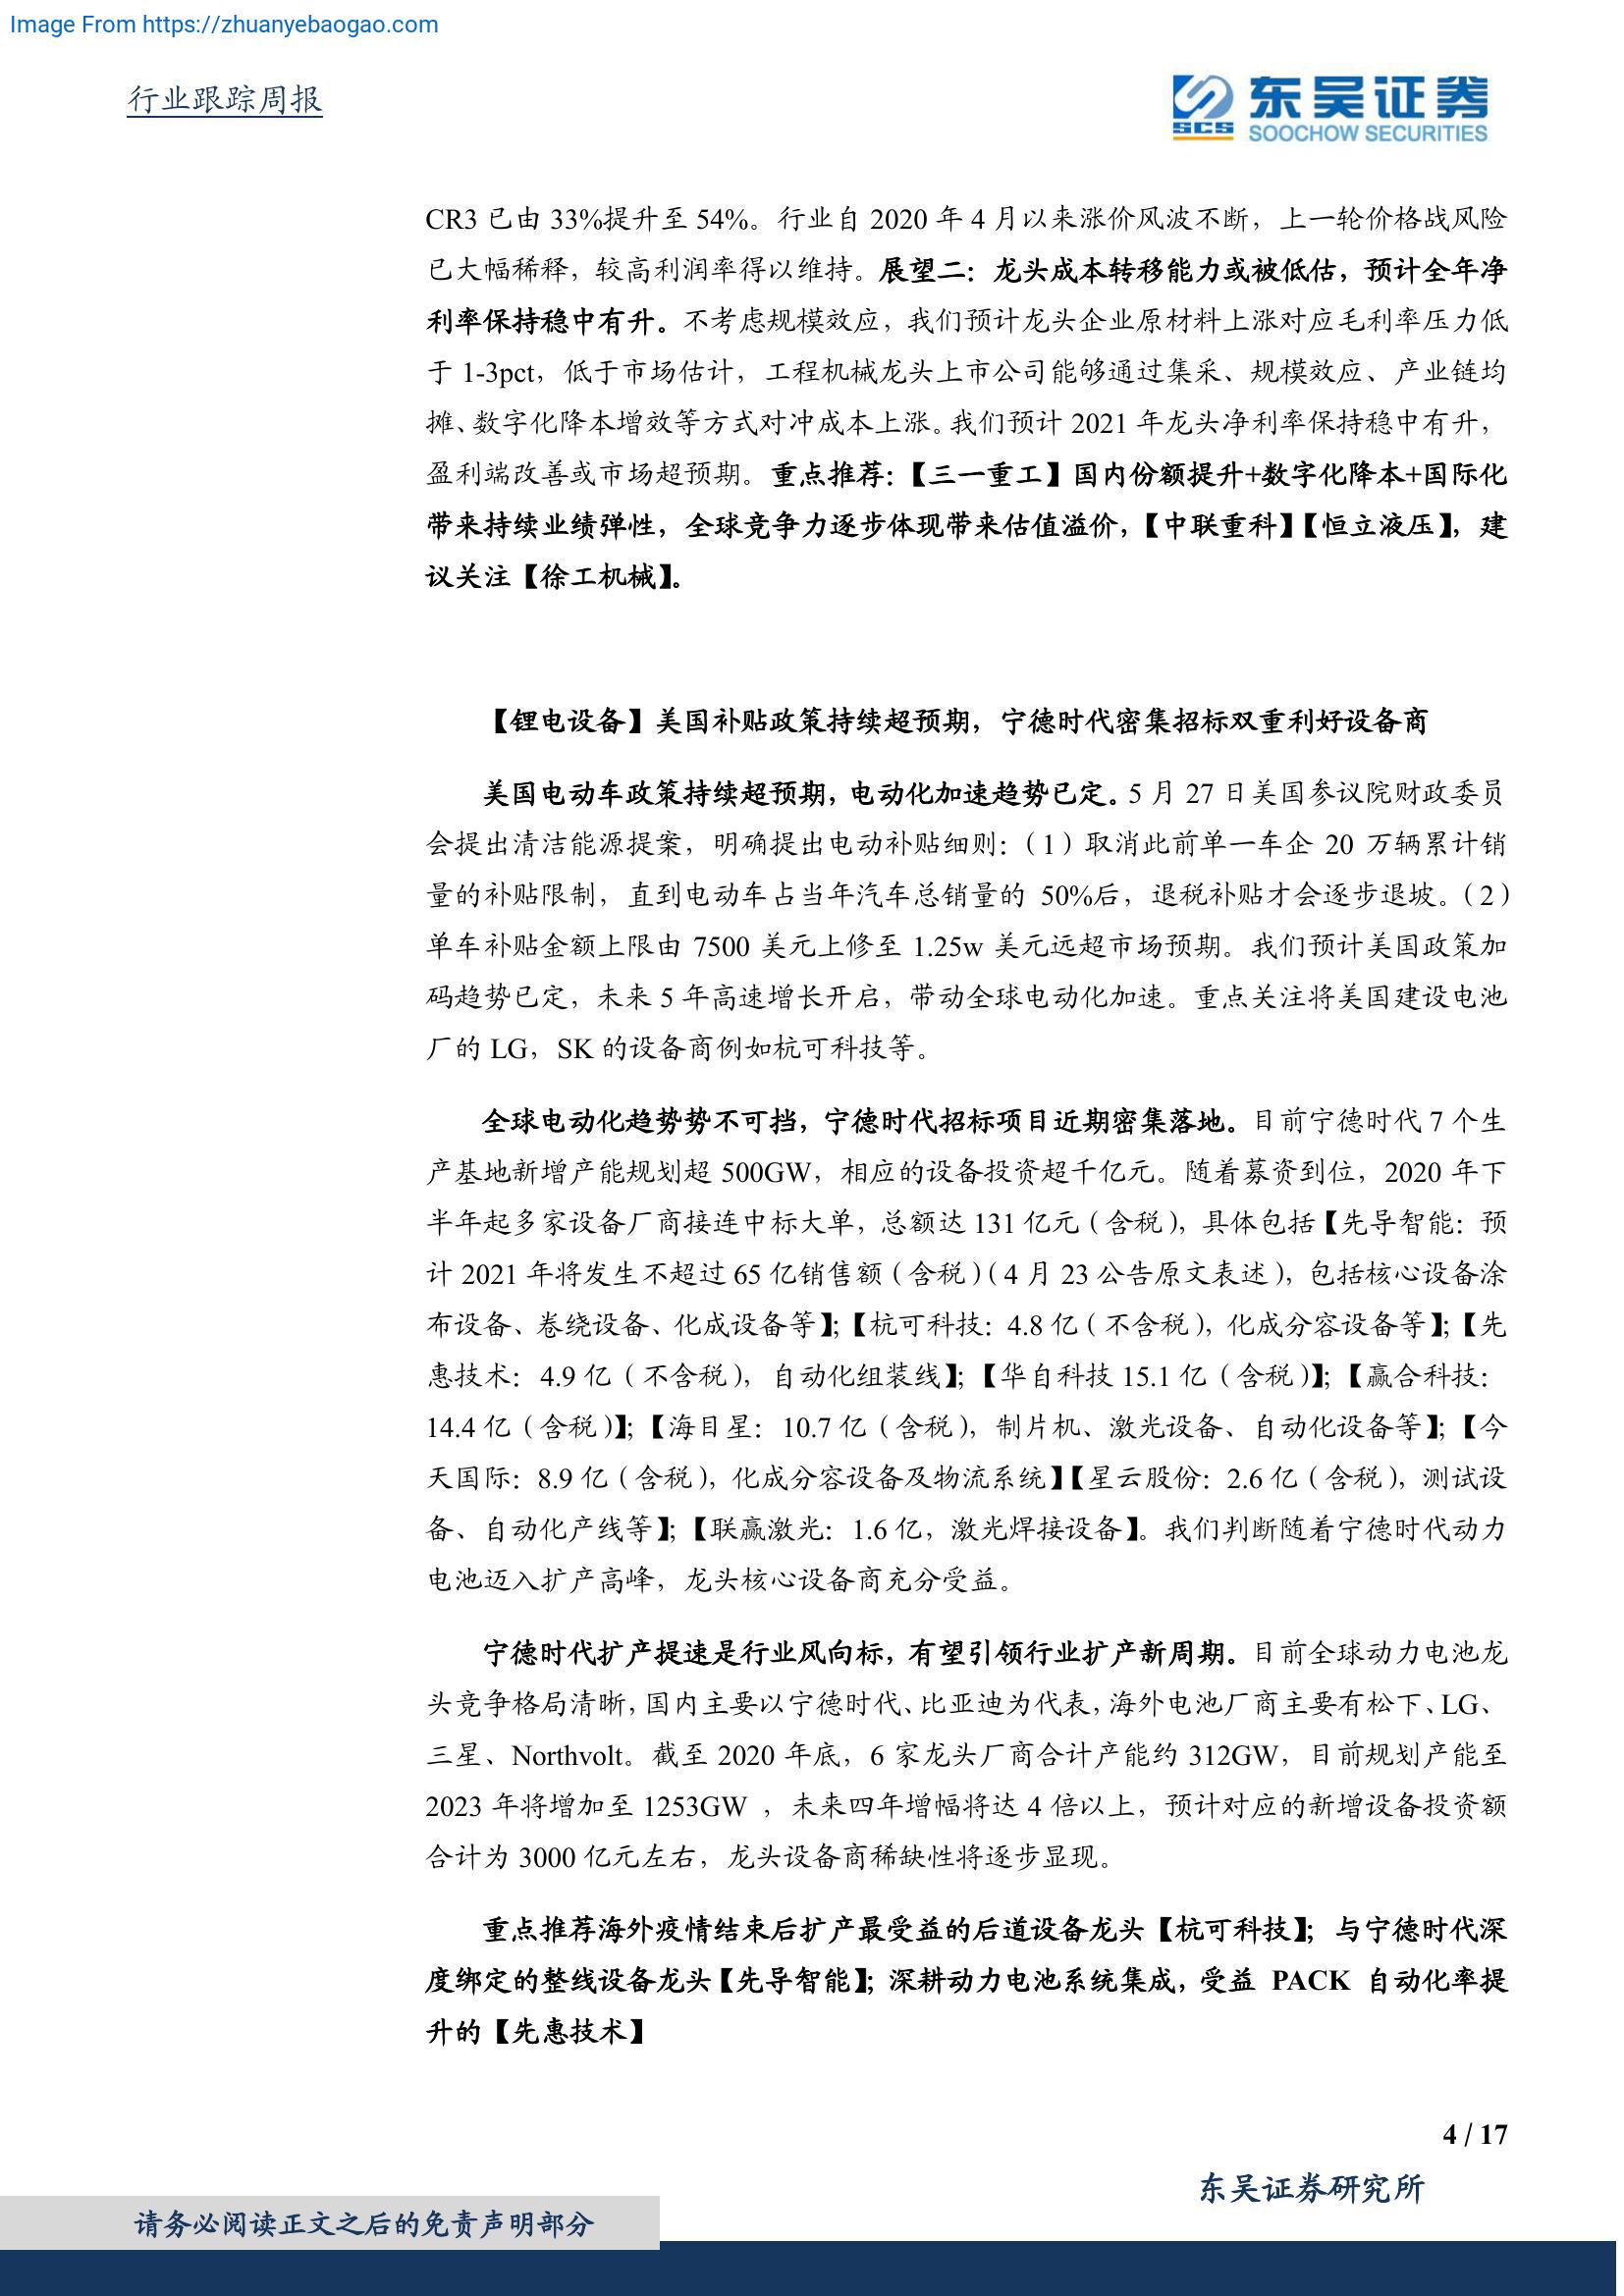 Image From https://zhuanyebaogao.com
行业跟踪周报
东吴证券
SCS
SOOCHOW SECURITIES
CR3 已由 33%提升至 54%。行业自 2020 年 4 月以来涨价风波不断，上一轮价格战风险
已大幅稀释，较高利润率得以维持。展望二：龙头成本转移能力或被低估，预计全年净
利率保持稳中有升。不考虑规模效应，我们预计龙头企业原材料上涨对应毛利率压力低
于 1-3pct，低于市场估计，工程机械龙头上市公司能够通过集采、规模效应、产业链均
摊、数字化降本增效等方式对冲成本上涨。我们预计 2021 年龙头净利率保持稳中有升，
盈利端改善或市场超预期。重点推荐：【三一重工】国内份额提升+数字化降本+国际化
带来持续业绩弹性，全球竞争力逐步体现带来估值溢价，【中联重科】【恒立液压】，建
议关注【徐工机械】。
【锂电设备】美国补贴政策持续超预期，宁德时代密集招标双重利好设备商
美国电动车政策持续超预期，电动化加速趋势已定。5 月 27 日美国参议院财政委员
会提出清洁能源提案，明确提出电动补贴细则：（1）取消此前单一车企 20 万辆累计销
量的补贴限制，直到电动车占当年汽车总销量的 50%后，退税补贴才会逐步退坡。（2）
单车补贴金额上限由 7500 美元上修至 1.25w 美元远超市场预期。我们预计美国政策加
码趋势已定，未来 5 年高速增长开启，带动全球电动化加速。重点关注将美国建设电池
厂的 LG，SK 的设备商例如杭可科技等。
全球电动化趋势势不可挡，宁德时代招标项目近期密集落地。目前宁德时代 7 个生
产基地新增产能规划超 500GW，相应的设备投资超千亿元。随着募资到位，2020 年下
半年起多家设备厂商接连中标大单，总额达 131 亿元（含税），具体包括【先导智能：预
计 2021 年将发生不超过 65 亿销售额（含税）（4 月 23 公告原文表述），包括核心设备涂
布设备、卷绕设备、化成设备等】；【杭可科技：4.8 亿（不含税），化成分容设备等】；【先
惠技术：4.9 亿（不含税），自动化组装线】；【华自科技 15.1 亿（含税）】；【赢合科技：
14.4 亿（含税）】；【海目星：10.7 亿（含税），制片机、激光设备、自动化设备等】；【今
天国际：8.9 亿（含税），化成分容设备及物流系统】【星云股份：2.6 亿（含税），测试设
备、自动化产线等】；【联赢激光：1.6 亿，激光焊接设备】。我们判断随着宁德时代动力
电池迈入扩产高峰，龙头核心设备商充分受益。
宁德时代扩产提速是行业风向标，有望引领行业扩产新周期。目前全球动力电池龙
头竞争格局清晰，国内主要以宁德时代、比亚迪为代表，海外电池厂商主要有松下、LG、
三星、Northvolt。截至 2020 年底，6 家龙头厂商合计产能约 312GW，目前规划产能至
2023 年将增加至 1253GW ，未来四年增幅将达 4 倍以上，预计对应的新增设备投资额
合计为 3000 亿元左右，龙头设备商稀缺性将逐步显现。
重点推荐海外疫情结束后扩产最受益的后道设备龙头【杭可科技】；与宁德时代深
度绑定的整线设备龙头【先导智能】；深耕动力电池系统集成，受益 PACK 自动化率提
升的【先惠技术】
4 / 17
东吴证券研究所
请务必阅读正文之后的免责声明部分